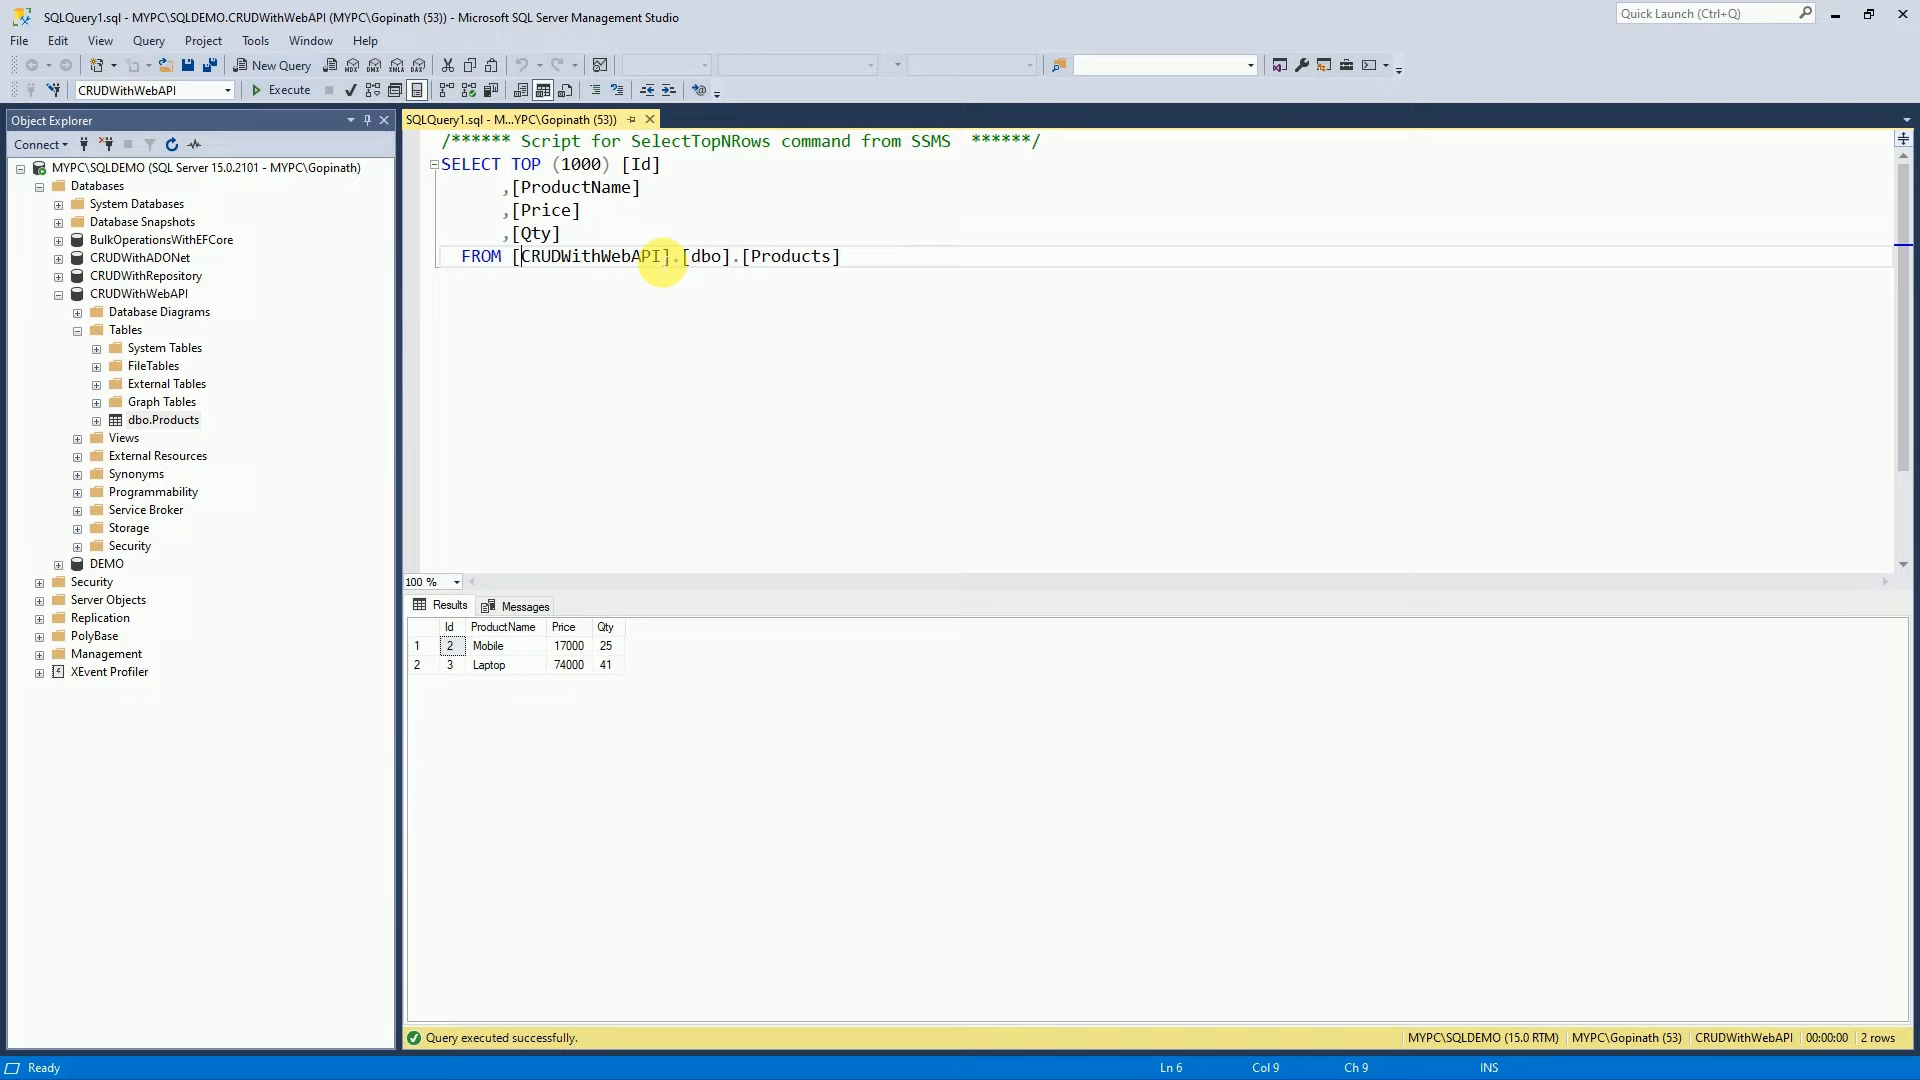 SQLQuery1.sql - MYPC\SQLDEMO.CRUDWithWebAPI (MYPC\Gopinath (53)) - Microsoft SQL Server Management Studio
Quick Launch (Ctrl+Q)
File Edit View Query Project Tools Window Help
New Query
MDX DMX XMLA DAX
CRUDWithWebAPI
Execute
Object Explorer
SQLQuery1.sql - M...YPC\Gopinath (53))
Connect
MYPC\SQLDEMO (SQL Server 15.0.2101 - MYPC\Gopinath)
Databases
System Databases
Database Snapshots
BulkOperationsWithEFCore
CRUDWithADONet
CRUDWithRepository
CRUDWithWebAPI
Database Diagrams
Tables
System Tables
FileTables
External Tables
Graph Tables
dbo.Products
Views
External Resources
Synonyms
Programmability
Service Broker
Storage
Security
DEMO
Security
Server Objects
Replication
PolyBase
Management
XEvent Profiler
/****** Script for SelectTopNRows command from SSMS  ******/
SELECT TOP (1000) [Id]
,[ProductName]
,[Price]
,[Qty]
FROM [CRUDWithWebAPI].[dbo].[Products]
100 %
Results Messages
Id ProductName Price Qty
1 2 Mobile 17000 25
2 3 Laptop 74000 41
Query executed successfully.
MYPC\SQLDEMO (15.0 RTM) MYPC\Gopinath (53) CRUDWithWebAPI 00:00:00 2 rows
Ready
Ln 6 Col 9 Ch 9 INS